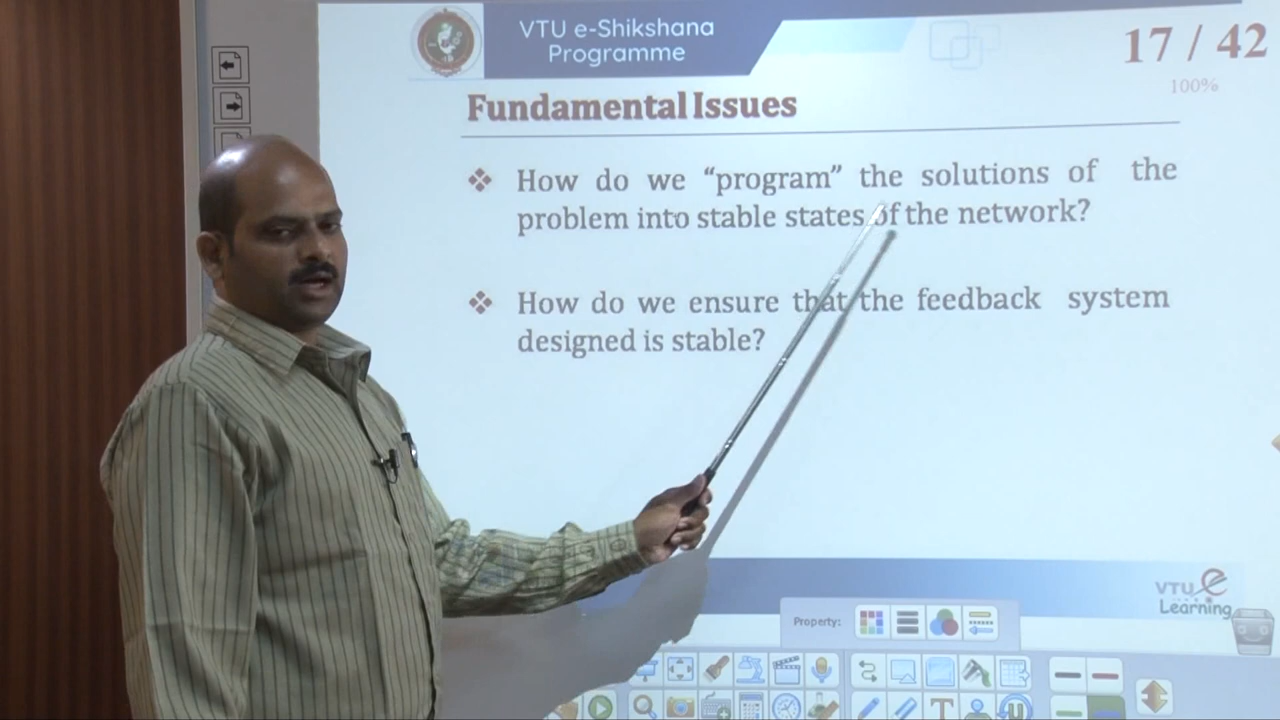 VTU e-Shikshana
Programme
17 / 42
100%
Fundamental Issues
❖ How do we “program” the solutions of the
problem into stable states of the network?
❖ How do we ensure that the feedback system
designed is stable?
VTU e
Learning
Property: